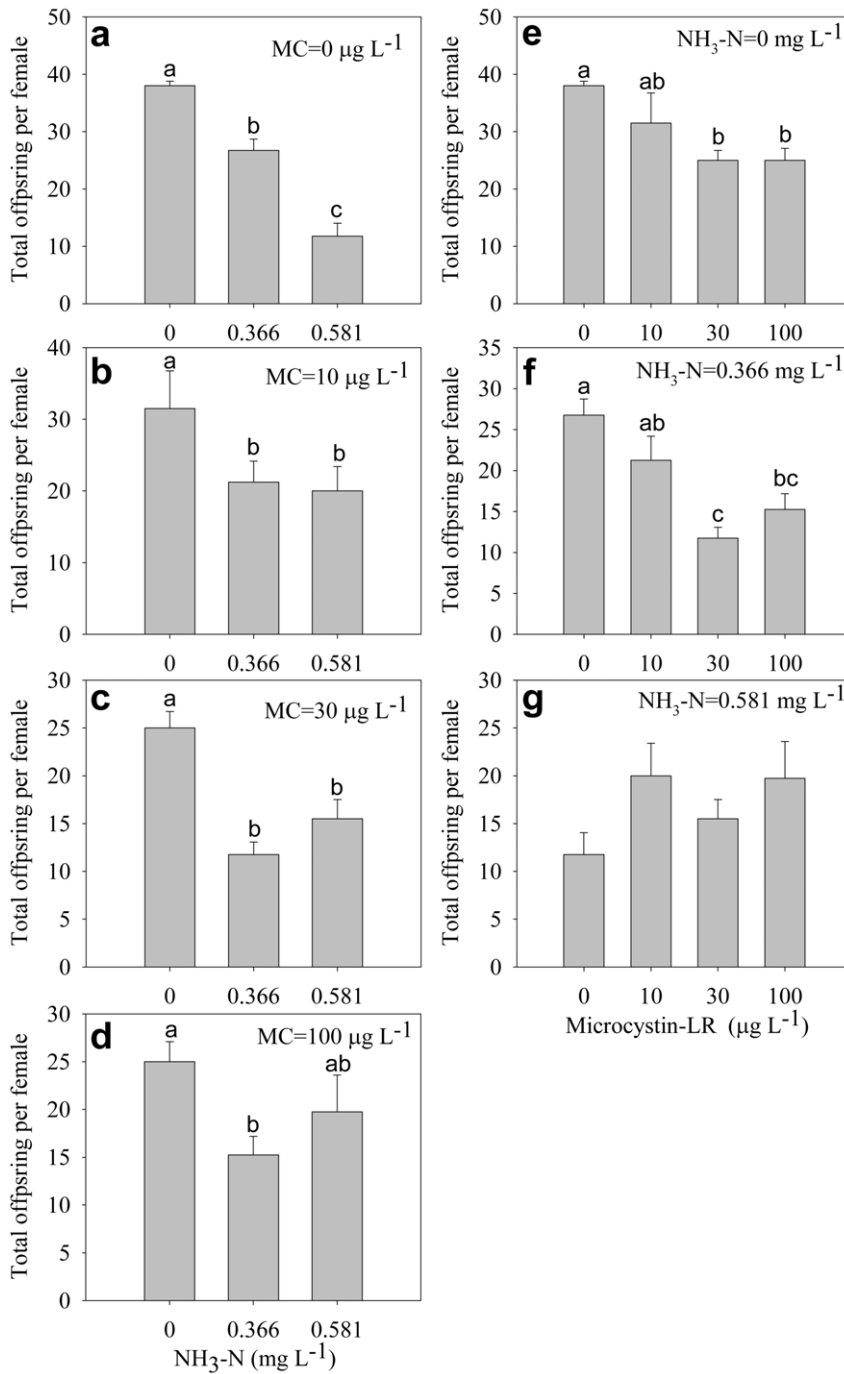 a
MC=0 µg L-1
Total offpsring per female
50
40
30
20
10
0
a
b
c
0 0.366 0.581
b
MC=10 µg L-1
Total offpsring per female
40
30
20
10
0
a
b
b
0 0.366 0.581
c
MC=30 µg L-1
Total offpsring per female
30
25
20
15
10
5
0
a
b
b
0 0.366 0.581
d
MC=100 µg L-1
Total offpsring per female
25
20
15
10
5
0
a
b
ab
0 0.366 0.581
NH3-N (mg L-1)
e
NH3-N=0 mg L-1
Total offpsring per female
50
40
30
20
10
0
a
ab
b
b
0 10 30 100
f
NH3-N=0.366 mg L-1
Total offpsring per female
35
30
25
20
15
10
5
0
a
ab
c
bc
0 10 30 100
g
NH3-N=0.581 mg L-1
Total offpsring per female
30
25
20
15
10
5
0
0 10 30 100
Microcystin-LR (µg L-1)